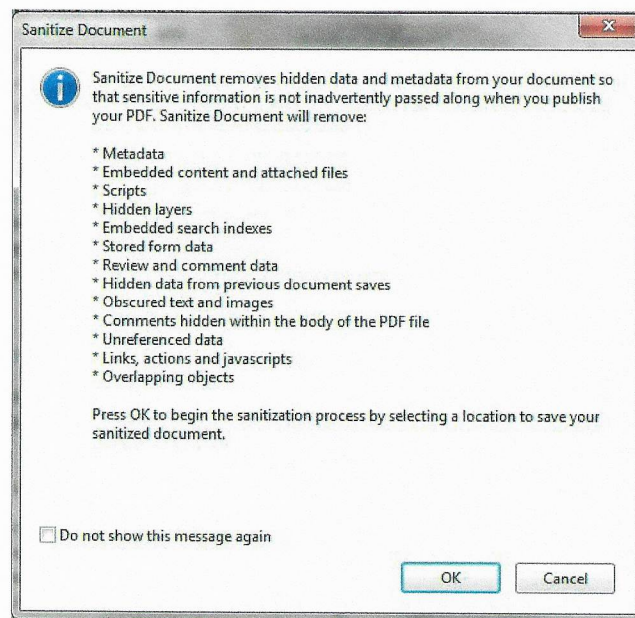 Sanitize Document
Sanitize Document removes hidden data and metadata from your document so
that sensitive information is not inadvertently passed along when you publish
your PDF. Sanitize Document will remove:
* Metadata
* Embedded content and attached files
* Scripts
* Hidden layers
* Embedded search indexes
* Stored form data
* Review and comment data
* Hidden data from previous document saves
* Obscured text and images
* Comments hidden within the body of the PDF file
* Unreferenced data
* Links, actions and javascripts
* Overlapping objects
Press OK to begin the sanitization process by selecting a location to save your
sanitized document.
Do not show this message again
OK
Cancel